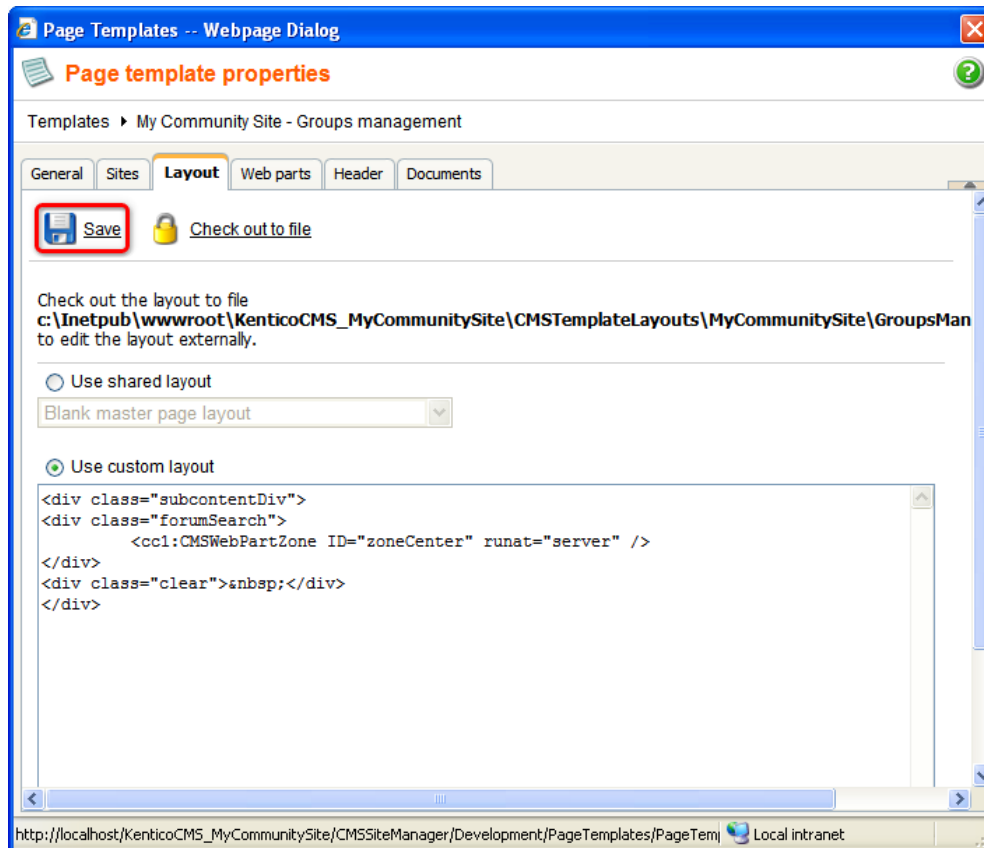 Page Templates -- Webpage Dialog
Page template properties
Templates ▸ My Community Site - Groups management
General Sites Layout Web parts Header Documents
Save Check out to file
Check out the layout to file
c:\Inetpub\wwwroot\KenticoCMS_MyCommunitySite\CMSTemplateLayouts\MyCommunitySite\GroupsMan
to edit the layout externally.
Use shared layout
Blank master page layout
Use custom layout
<div class="subcontentDiv">
<div class="forumSearch">
<cc1:CMSWebPartZone ID="zoneCenter" runat="server" />
</div>
<div class="clear">&nbsp;</div>
</div>
http://localhost/KenticoCMS_MyCommunitySite/CMSSiteManager/Development/PageTemplates/PageTem Local intranet